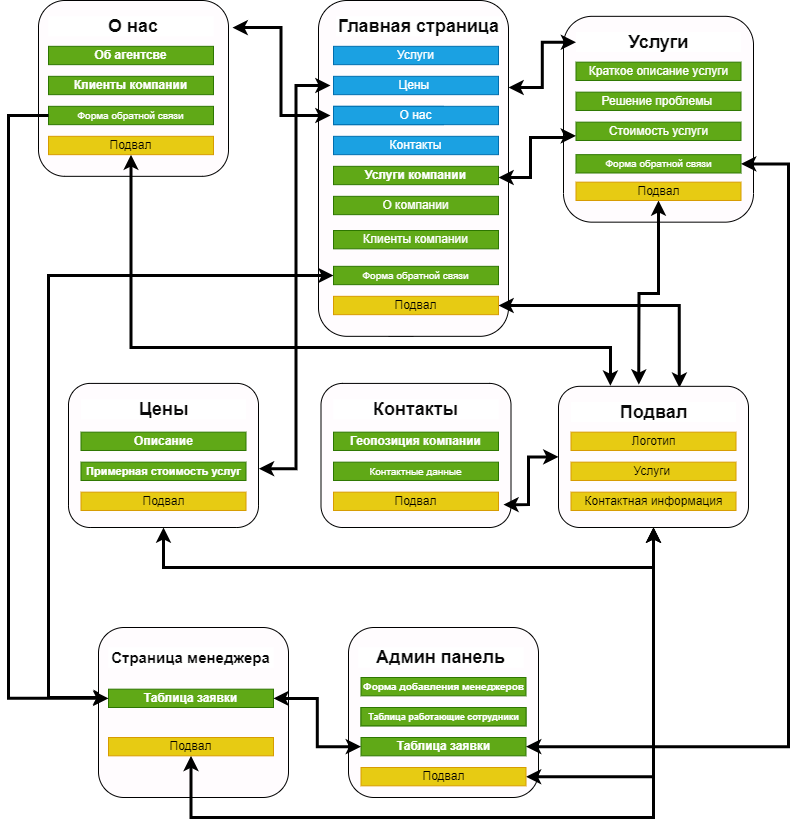 О нас
Об агентсве
Клиенты компании
Форма обратной связи
Подвал
Главная страница
Услуги
Цены
О нас
Контакты
Услуги компании
О компании
Клиенты компании
Форма обратной связи
Подвал
Услуги
Краткое описание услуги
Решение проблемы
Стоимость услуги
Форма обратной связи
Подвал
Цены
Описание
Примерная стоимость услуг
Подвал
Контакты
Геопозиция компании
Контактные данные
Подвал
Подвал
Логотип
Услуги
Контактная информация
Страница менеджера
Таблица заявки
Подвал
Админ панель
Форма добавления менеджеров
Таблица работающие сотрудники
Таблица заявки
Подвал